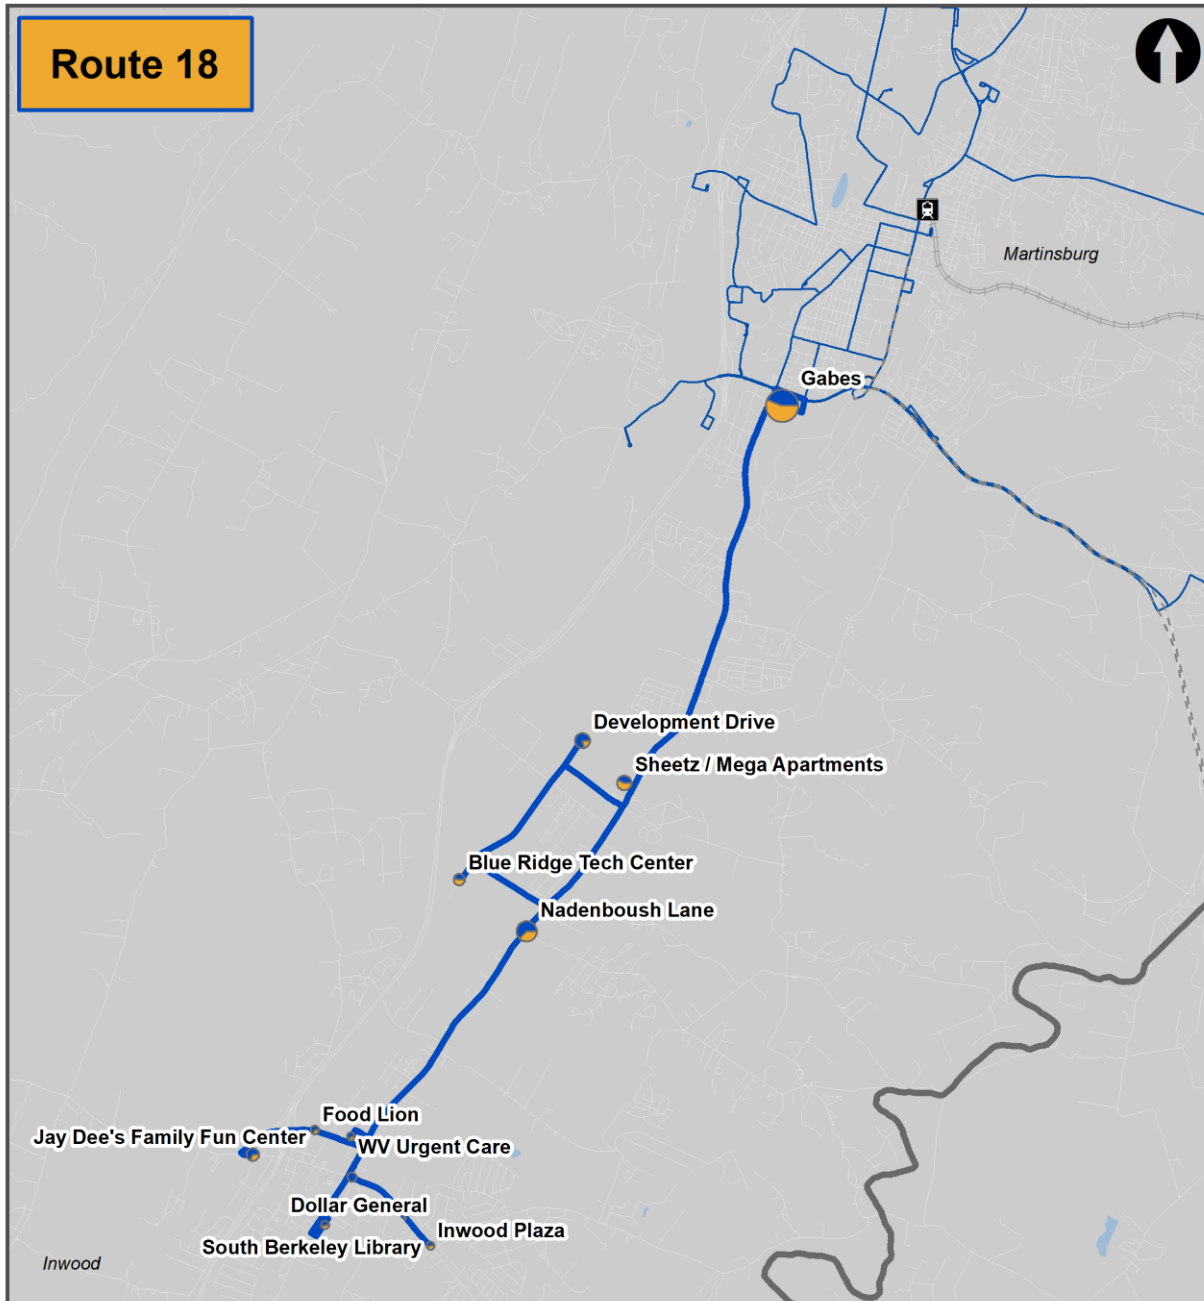 Route 18
Martinsburg
Gabes
Development Drive
Sheetz / Mega Apartments
Blue Ridge Tech Center
Nadenboush Lane
Food Lion
Jay Dee's Family Fun Center
WV Urgent Care
Dollar General
Inwood Plaza
South Berkeley Library
Inwood